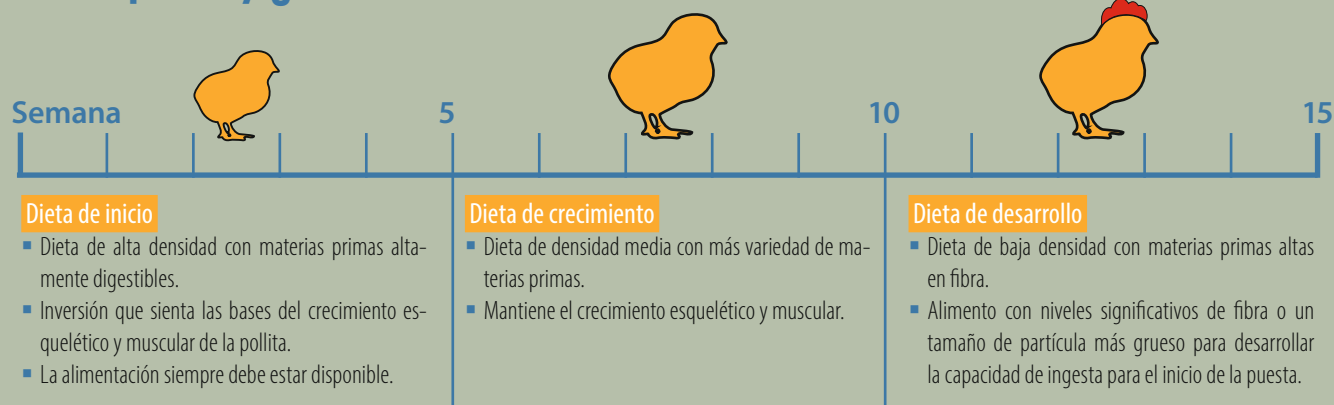 Semana 5 10 15
Dieta de inicio
▪ Dieta de alta densidad con materias primas alta-
mente digestibles.
▪ Inversión que sienta las bases del crecimiento es-
quelético y muscular de la pollita.
▪ La alimentación siempre debe estar disponible.
Dieta de crecimiento
▪ Dieta de densidad media con más variedad de ma-
terias primas.
▪ Mantiene el crecimiento esquelético y muscular.
Dieta de desarrollo
▪ Dieta de baja densidad con materias primas altas
en fibra.
▪ Alimento con niveles significativos de fibra o un
tamaño de partícula más grueso para desarrollar
la capacidad de ingesta para el inicio de la puesta.